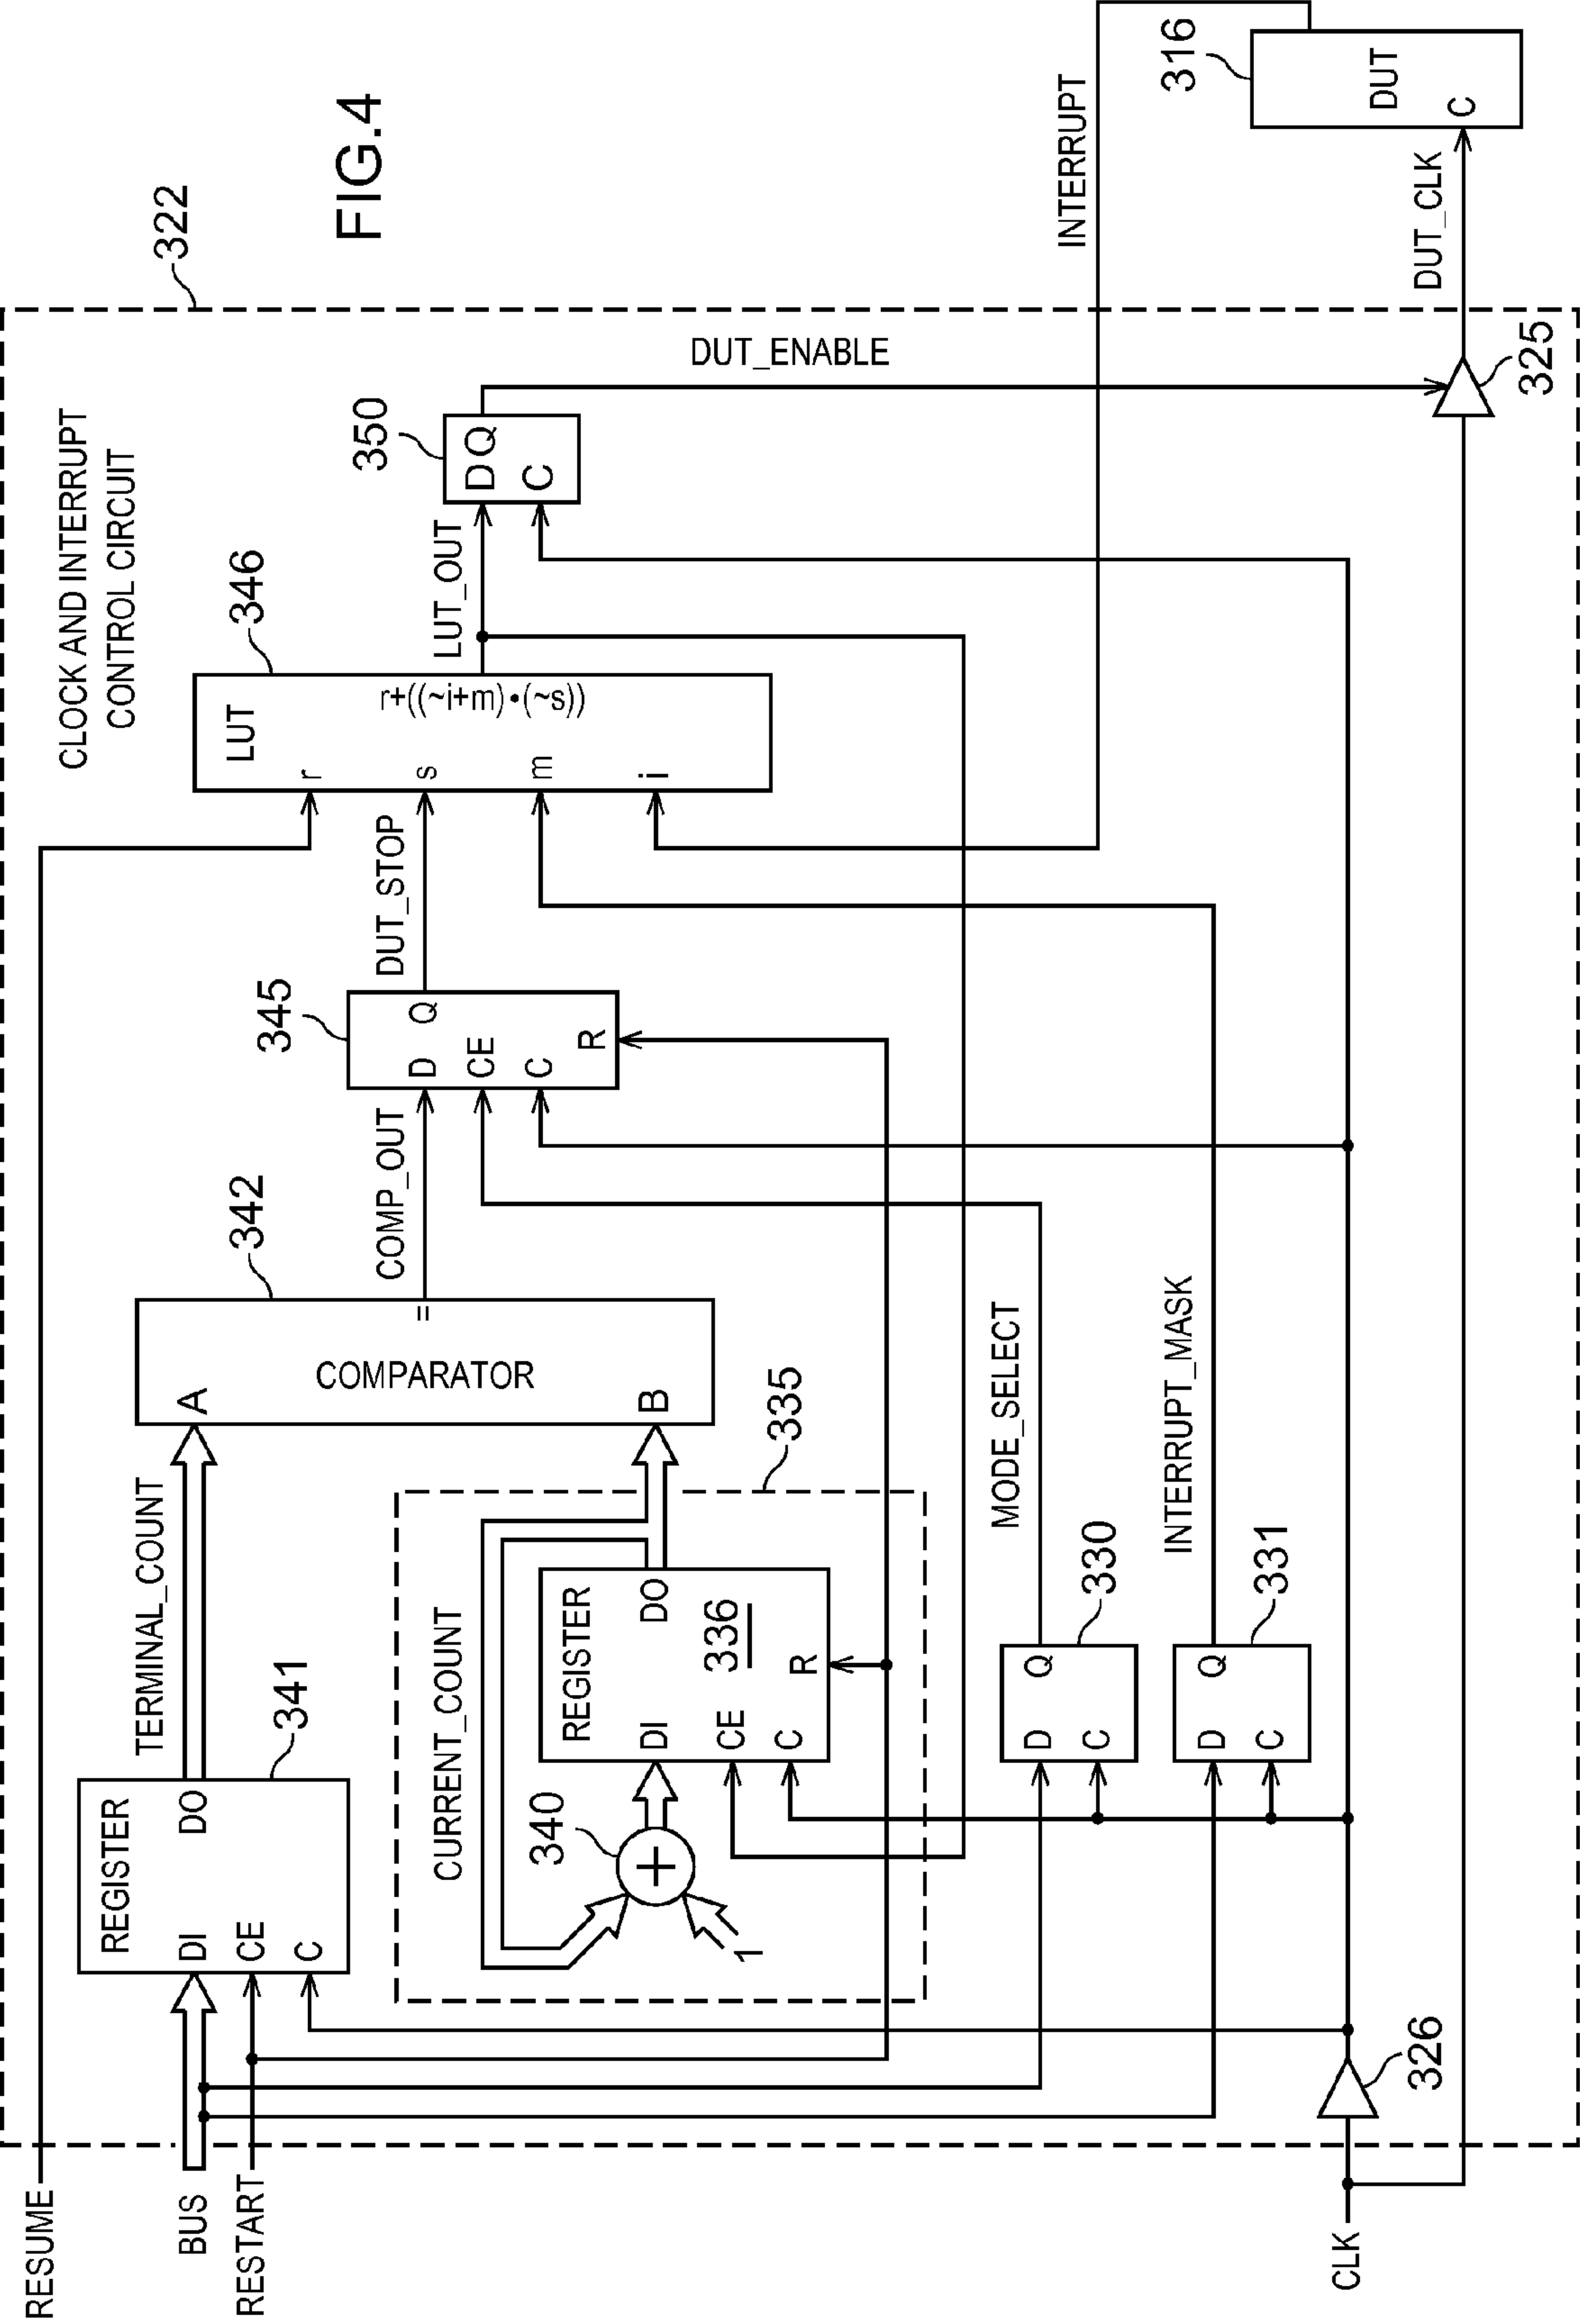 FIG.4
CLOCK AND INTERRUPT
CONTROL CIRCUIT
322
RESUME
BUS
RESTART
CLK
REGISTER
DI
DO
CE
C
341
TERMINAL_COUNT
A
COMPARATOR
=
B
342
COMP_OUT
D
Q
CE
C
R
345
DUT_STOP
LUT
r
s
m
i
r+((~i+m)•(~s))
346
LUT_OUT
D Q
C
350
DUT_ENABLE
CURRENT_COUNT
340
+
1
REGISTER
DI
DO
336
CE
C
R
335
MODE_SELECT
D
Q
C
330
INTERRUPT_MASK
D
Q
C
331
326
325
INTERRUPT
DUT_CLK
316
DUT
C